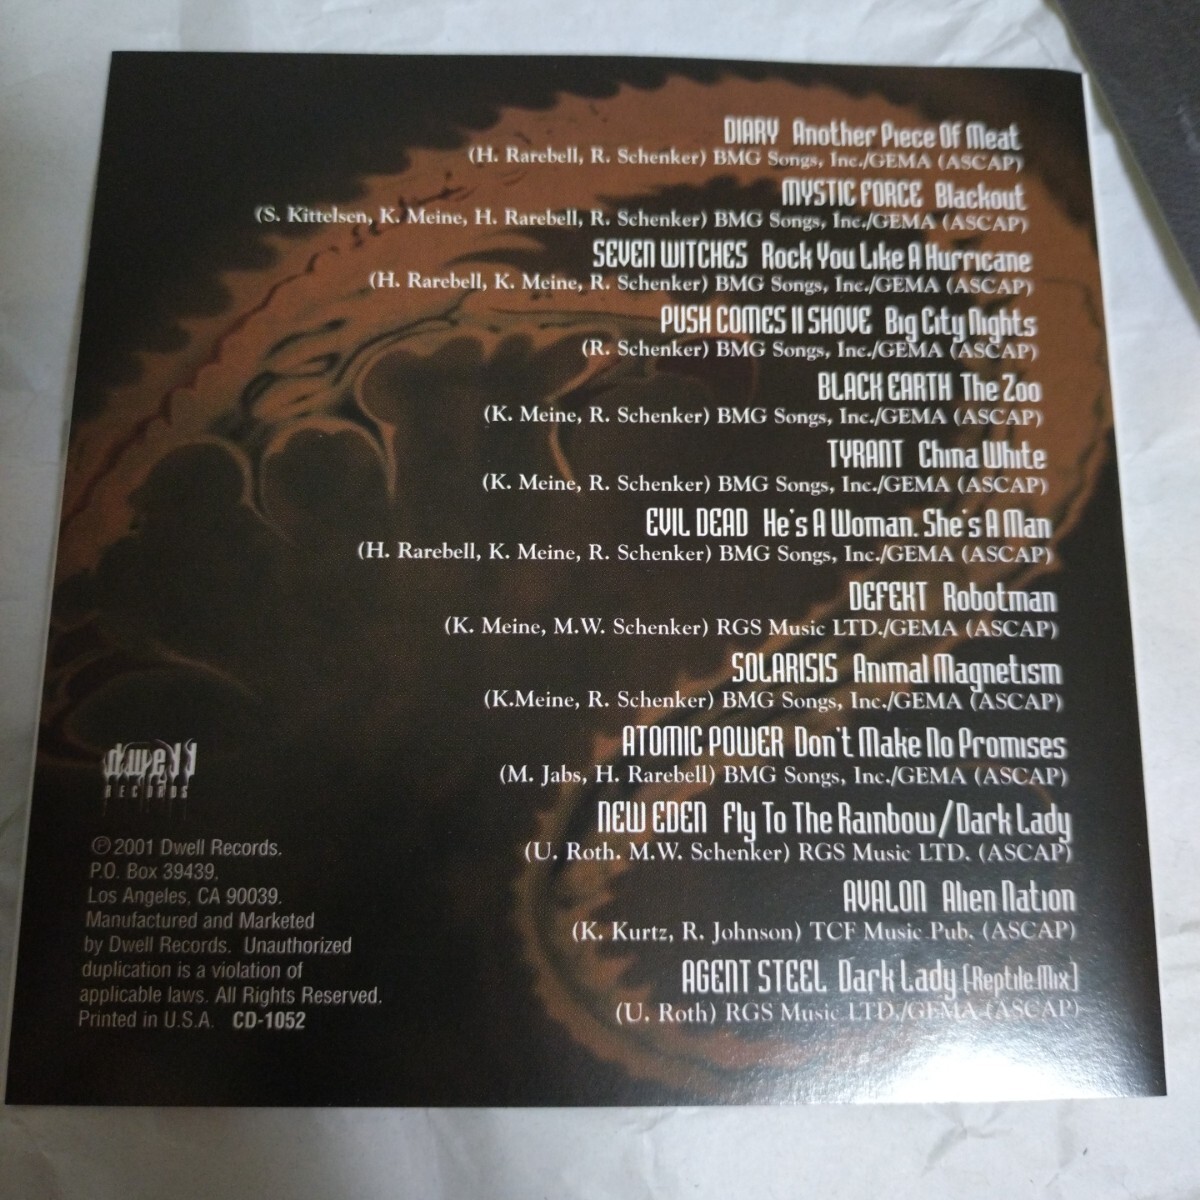 DIARY Another Piece Of Meat
(H. Rarebell, R. Schenker) BMG Songs, Inc./GEMA (ASCAP)
MYSTIC FORCE Blackout
(S. Kittelsen, K. Meine, H. Rarebell, R. Schenker) BMG Songs, Inc./GEMA (ASCAP)
SEVEN WITCHES Rock You Like A Hurricane
(H. Rarebell, K. Meine, R. Schenker) BMG Songs, Inc./GEMA (ASCAP)
PUSH COMES II SHOVE Big City Nights
(R. Schenker) BMG Songs, Inc./GEMA (ASCAP)
BLACK EARTH The Zoo
(K. Meine, R. Schenker) BMG Songs, Inc./GEMA (ASCAP)
TYRANT China White
(K. Meine, R. Schenker) BMG Songs, Inc./GEMA (ASCAP)
EVIL DEAD He's A Woman. She's A Man
(H. Rarebell, K. Meine, R. Schenker) BMG Songs, Inc./GEMA (ASCAP)
DEFEKT Robotman
(K. Meine, M.W. Schenker) RGS Music LTD./GEMA (ASCAP)
SOLARISIS Animal Magnetism
(K.Meine, R. Schenker) BMG Songs, Inc./GEMA (ASCAP)
ATOMIC POWER Don't Make No Promises
(M. Jabs, H. Rarebell) BMG Songs, Inc./GEMA (ASCAP)
NEW EDEN Fly To The Rainbow/Dark Lady
(U. Roth. M.W. Schenker) RGS Music LTD. (ASCAP)
AVALON Alien Nation
(K. Kurtz, R. Johnson) TCF Music Pub. (ASCAP)
AGENT STEEL Dark Lady (Reptile Mix)
(U. Roth) RGS Music LTD./GEMA (ASCAP)
dwell
RECORDS
℗2001 Dwell Records.
P.O. Box 39439,
Los Angeles, CA 90039.
Manufactured and Marketed
by Dwell Records. Unauthorized
duplication is a violation of
applicable laws. All Rights Reserved.
Printed in U.S.A. CD-1052